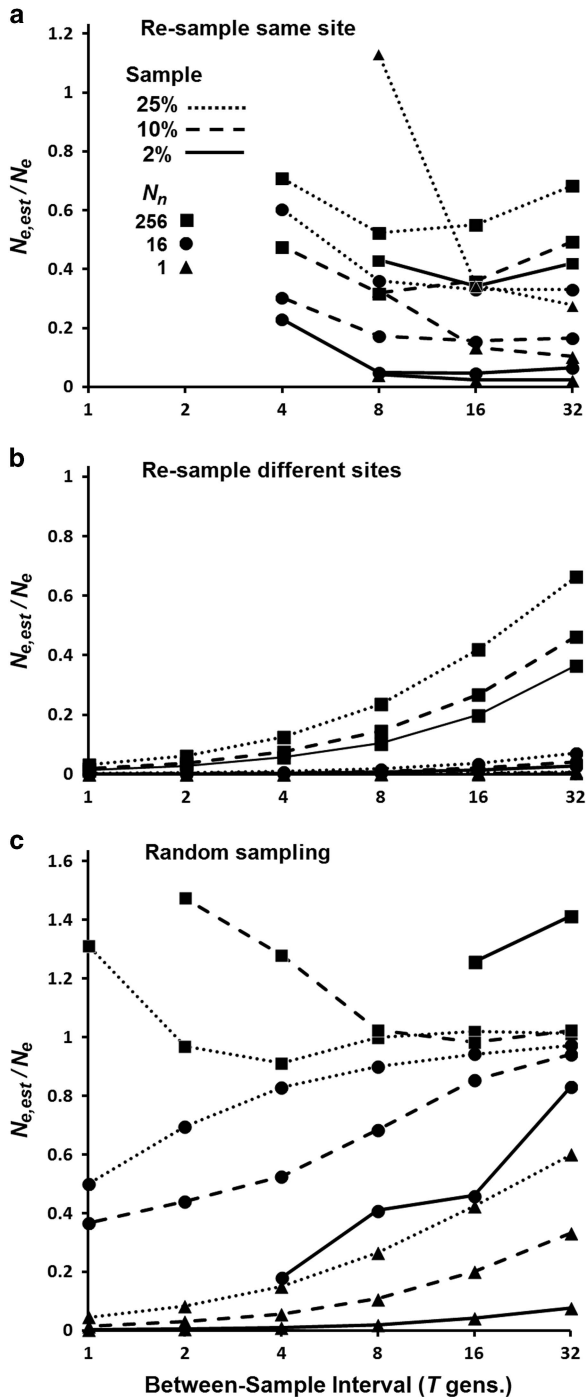 a
Re-sample same site
1.2
1
0.8
0.6
0.4
0.2
0
Ne,est / Ne
Sample
25%
10%
2%
Nn
256
16
1
1 2 4 8 16 32
b
Re-sample different sites
1
0.8
0.6
0.4
0.2
0
Ne,est / Ne
1 2 4 8 16 32
c
Random sampling
1.6
1.4
1.2
1
0.8
0.6
0.4
0.2
0
Ne,est / Ne
1 2 4 8 16 32
Between-Sample Interval (T gens.)